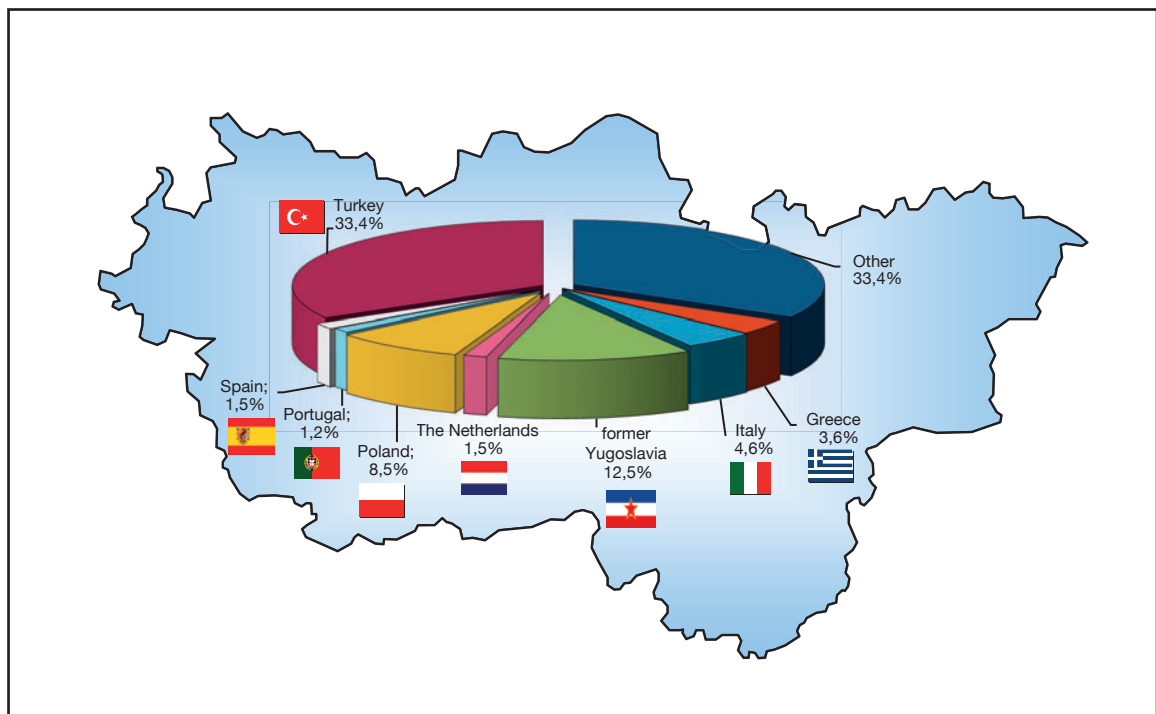 Turkey
33,4%
Other
33,4%
Spain;
1,5%
Portugal;
1,2%
Poland;
8,5%
The Netherlands
1,5%
former
Yugoslavia
12,5%
Italy
4,6%
Greece
3,6%